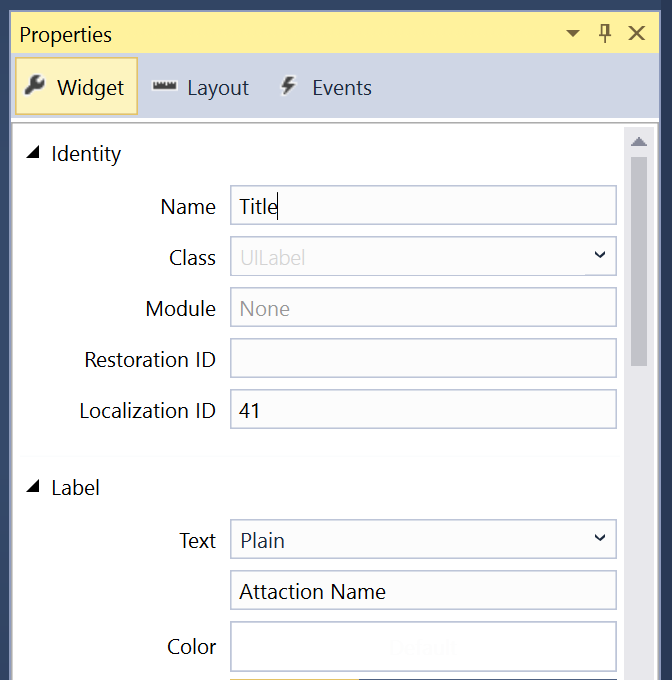 Properties
Widget Layout Events
Identity
Name Title
Class UILabel
Module None
Restoration ID
Localization ID 41
Label
Text Plain
Attaction Name
Color